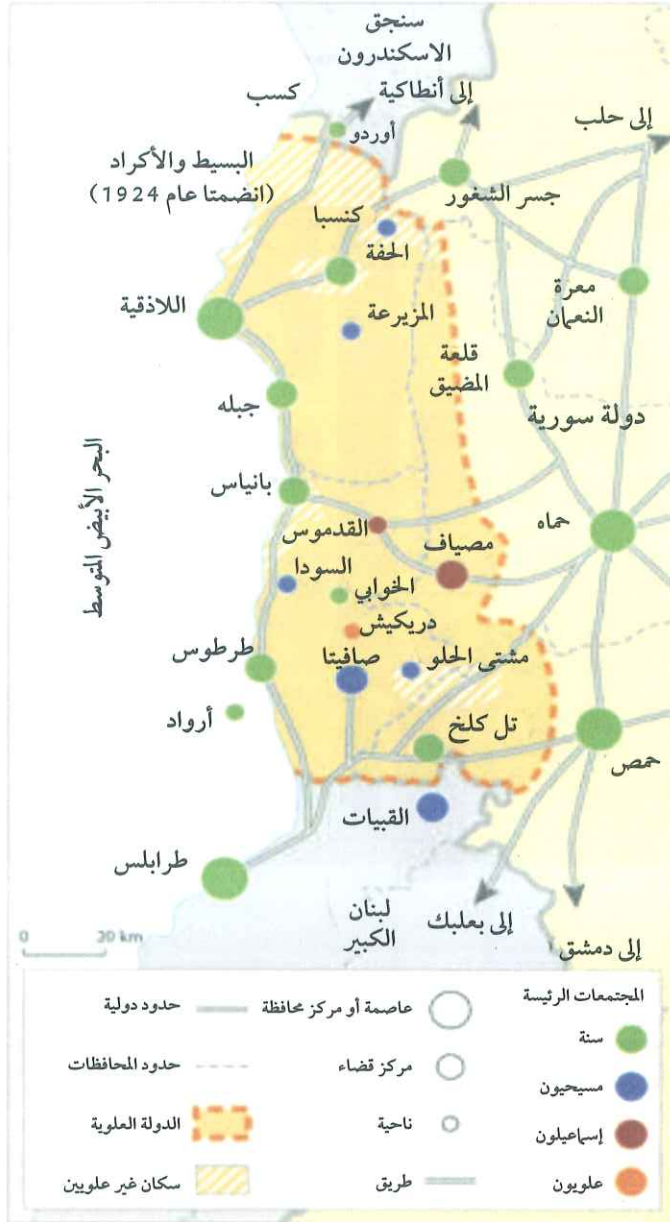 سنجق
الاسكندرون
كسب
إلى أنطاكية
إلى حلب
أوردو
البسيط والأكراد
(انضمتا عام 1924)
كنسبا
جسر الشغور
الحفة
معرة
النعمان
اللاذقية
المزيرعة
قلعة
المضيق
جبله
دولة سورية
البحر الأبيض المتوسط
بانياس
القدموس
مصياف
حماه
السودا
الخوابي
دريكيش
طرطوس
صافيتا
مشتى الحلو
أرواد
تل كلخ
حمص
القبيات
طرابلس
لبنان
الكبير
إلى بعلبك
إلى دمشق
0 20 km
المجتمعات الرئيسة
سنة
مسيحيون
إسماعيلون
علويون
عاصمة أو مركز محافظة
مركز قضاء
ناحية
طريق
حدود دولية
حدود المحافظات
الدولة العلوية
سكان غير علويين